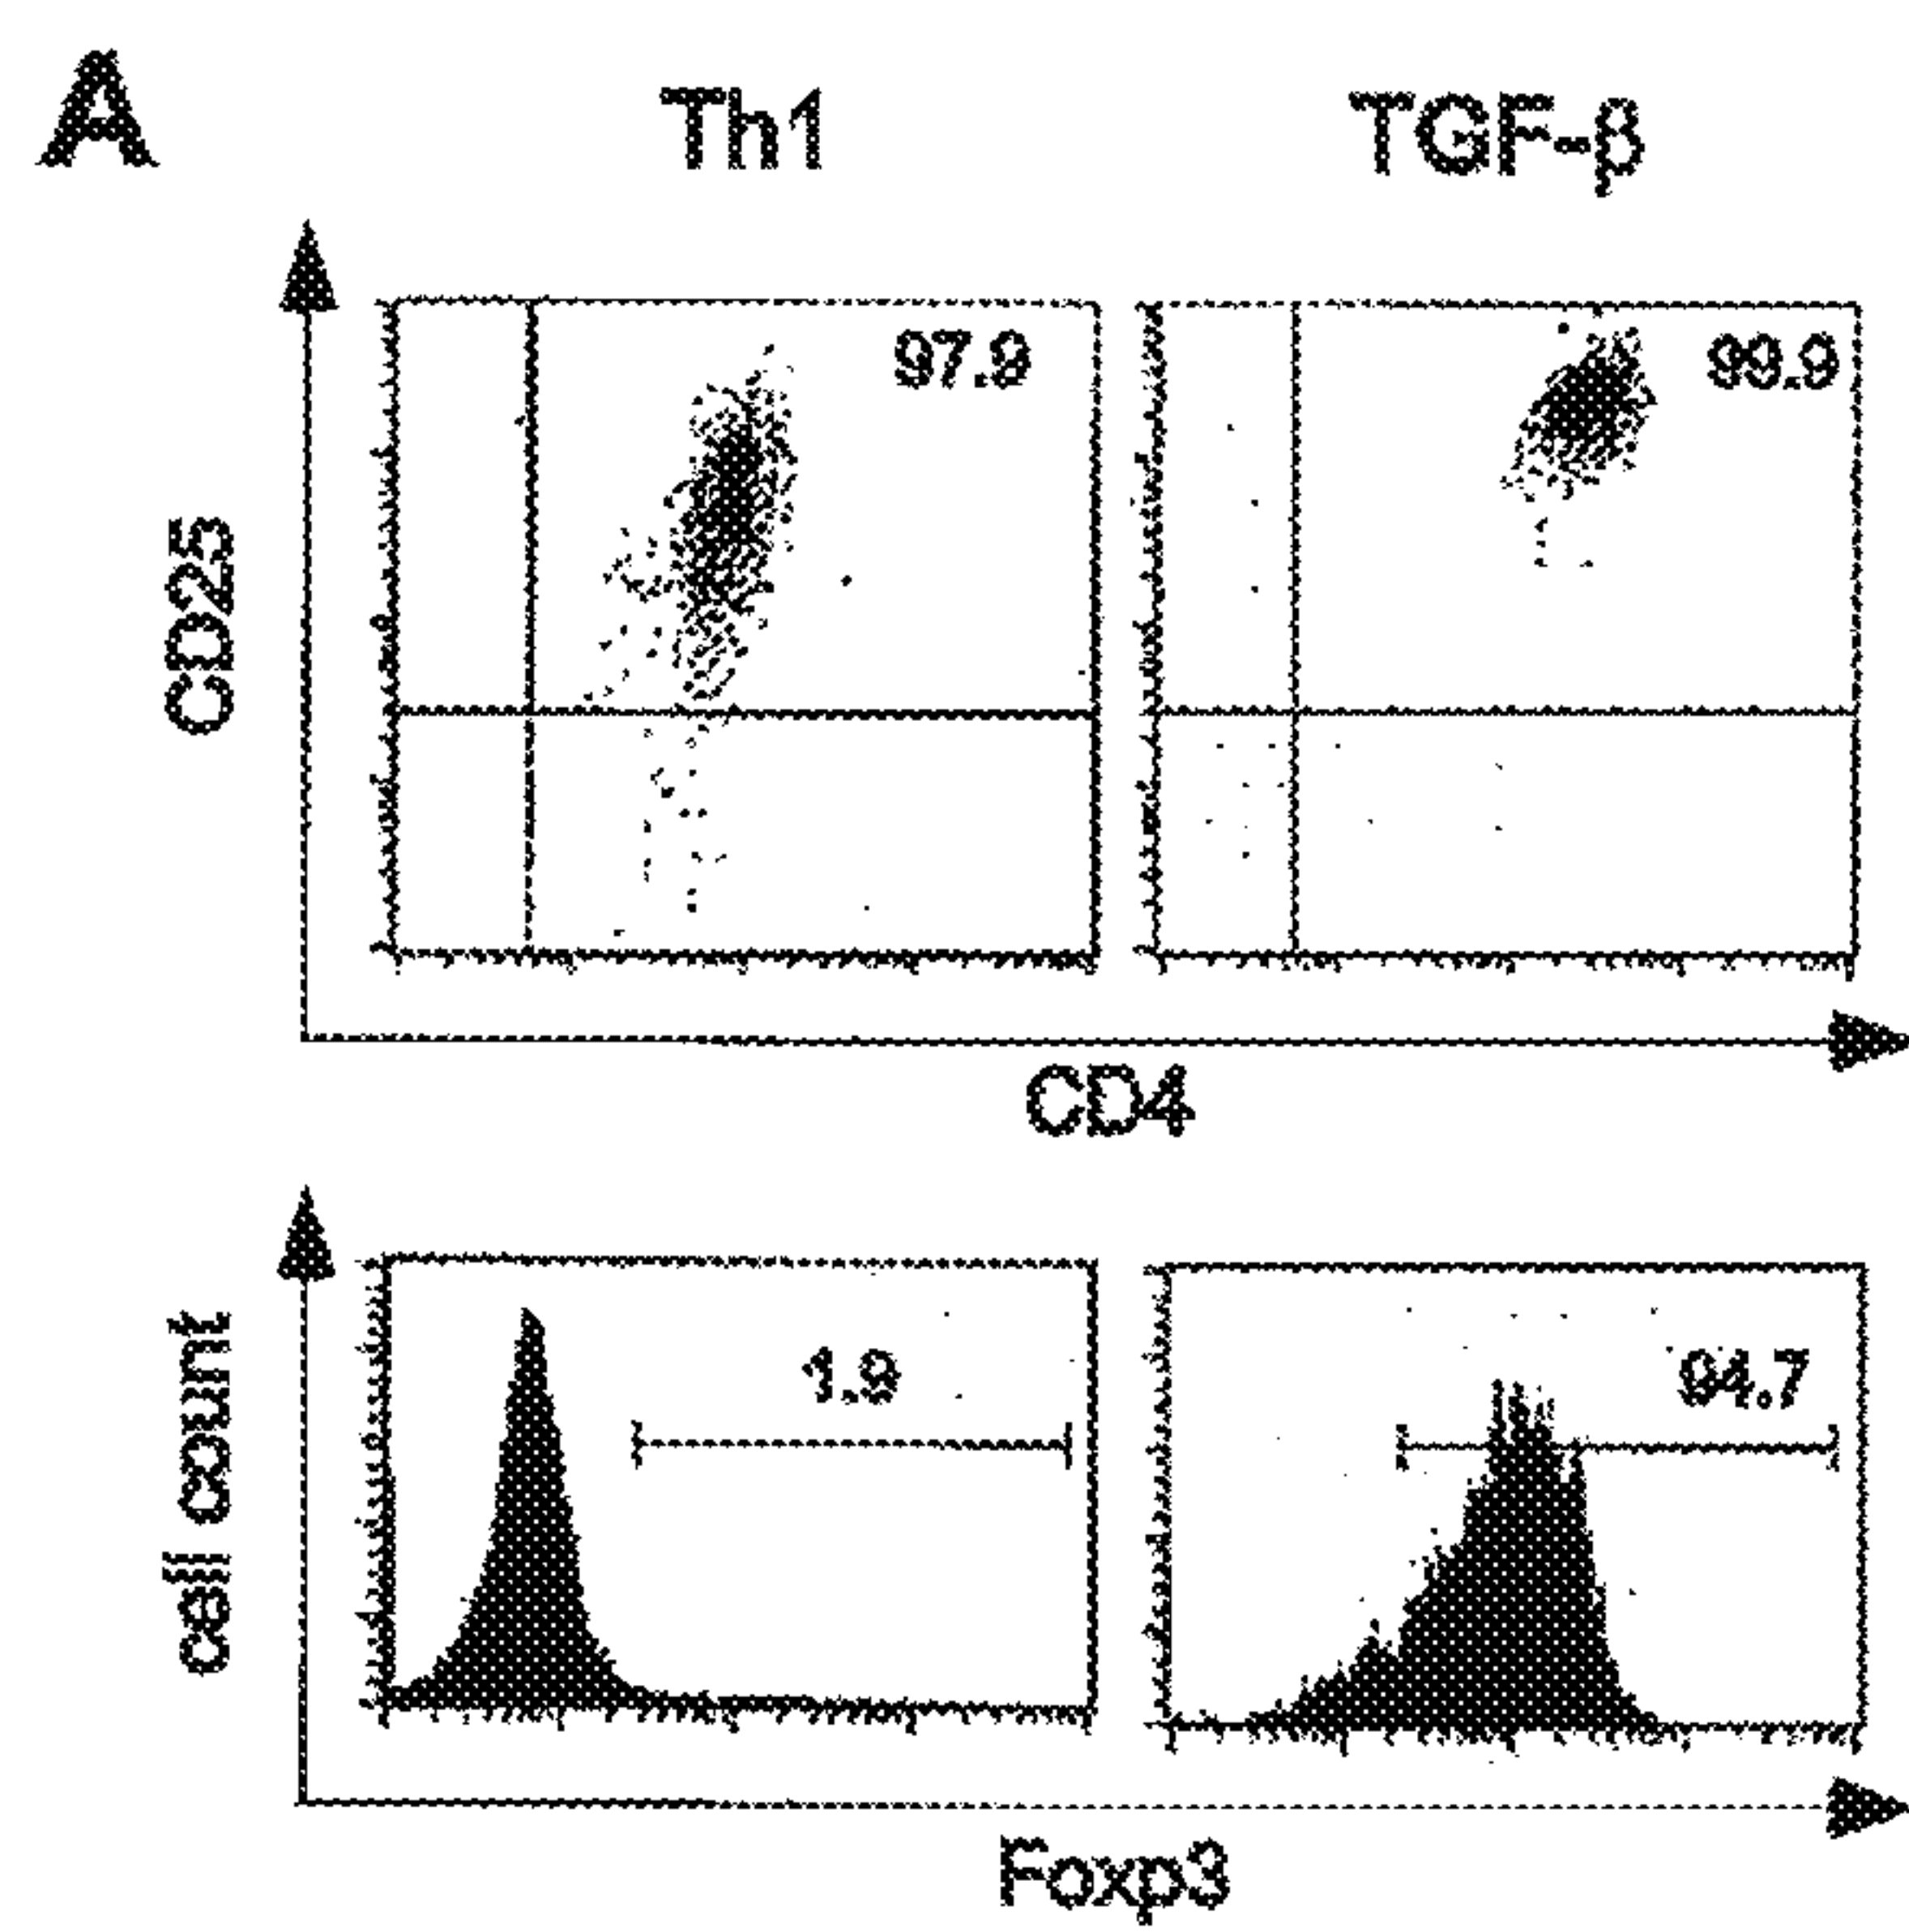 A
Th1
TGF-β
97.9
99.9
CD25
CD4
1.9
94.7
cell count
Foxp3